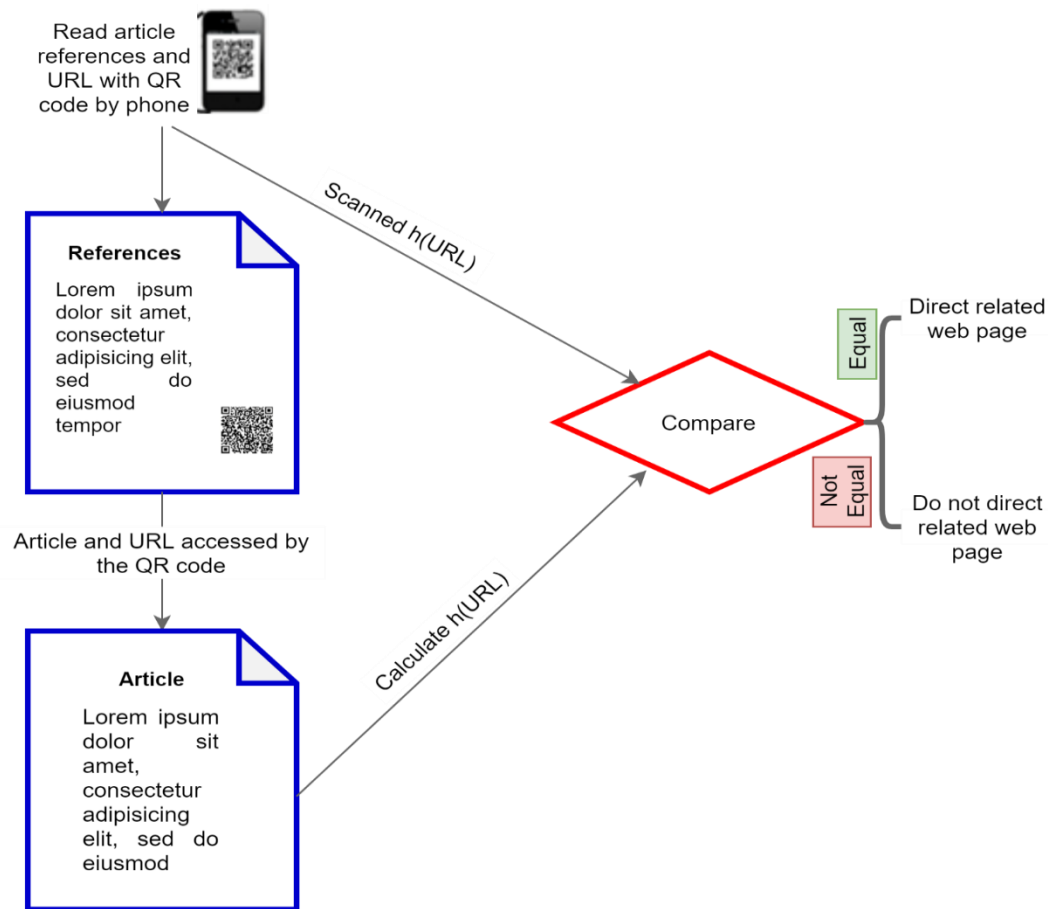 Read article
references and
URL with QR
code by phone
Scanned h(URL)
References
Lorem ipsum
dolor sit amet,
consectetur
adipisicing elit,
sed do
eiusmod
tempor
Equal
Direct related
web page
Compare
Not
Equal
Do not direct
related web
page
Article and URL accessed by
the QR code
Calculate h(URL)
Article
Lorem ipsum
dolor sit
amet,
consectetur
adipisicing
elit, sed do
eiusmod